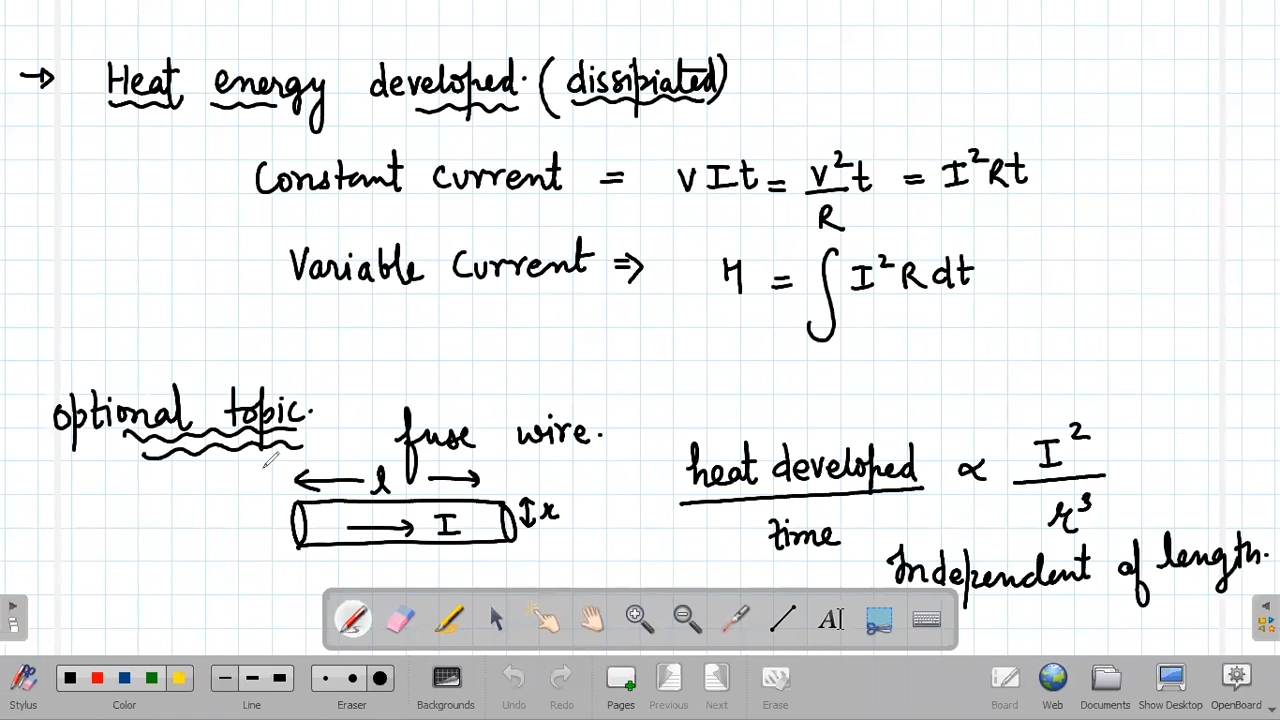 → Heat energy developed. (dissipiated)
Constant current = VIt = V²t/R = I²Rt
Variable Current ⇒ H = ∫ I²R dt
optional topic.
fuse wire.
l
I
r
heat developed/time ∝ I²/r³
Independent of length.
Stylus
Color
Line
Eraser
Backgrounds
Undo
Redo
Pages
Previous
Next
Erase
Board
Web
Documents
Show Desktop
OpenBoard